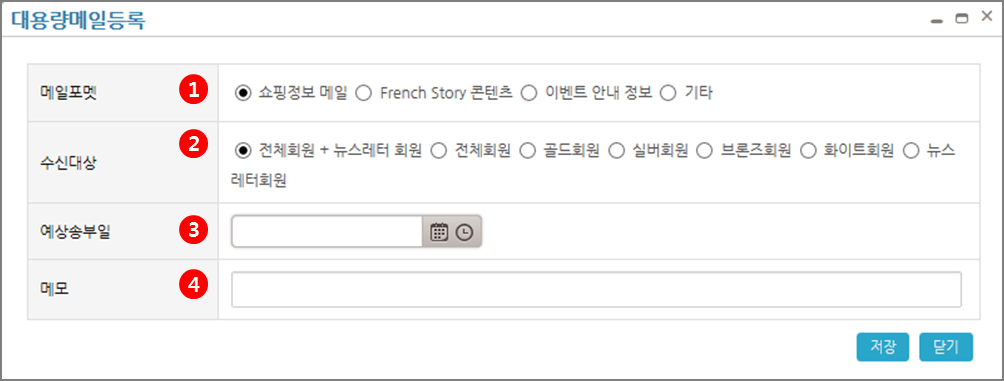 대용량메일등록
메일포멧 1 쇼핑정보 메일 French Story 콘텐츠 이벤트 안내 정보 기타
수신대상 2 전체회원 + 뉴스레터 회원 전체회원 골드회원 실버회원 브론즈회원 화이트회원 뉴스
레터회원
예상송부일 3
메모 4
저장 닫기